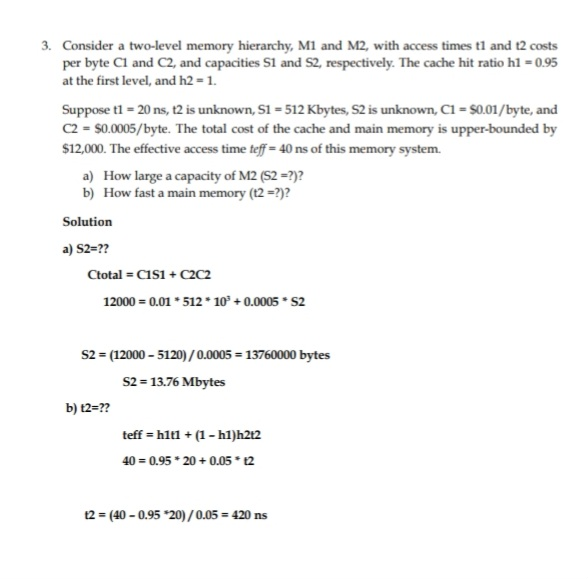 3. Consider a two-level memory hierarchy, M1 and M2, with access times t1 and t2 costs
per byte C1 and C2, and capacities S1 and S2, respectively. The cache hit ratio h1 = 0.95
at the first level, and h2 = 1.
Suppose t1 = 20 ns, t2 is unknown, S1 = 512 Kbytes, S2 is unknown, C1 = $0.01/byte, and
C2 = $0.0005/byte. The total cost of the cache and main memory is upper-bounded by
$12,000. The effective access time teff = 40 ns of this memory system.
a) How large a capacity of M2 (S2 =?)?
b) How fast a main memory (t2 =?)?
Solution
a) S2=??
Ctotal = C1S1 + C2C2
12000 = 0.01 * 512 * 10³ + 0.0005 * S2
S2 = (12000 – 5120) / 0.0005 = 13760000 bytes
S2 = 13.76 Mbytes
b) t2=??
teff = h1t1 + (1 – h1)h2t2
40 = 0.95 * 20 + 0.05 * t2
t2 = (40 – 0.95 *20) / 0.05 = 420 ns